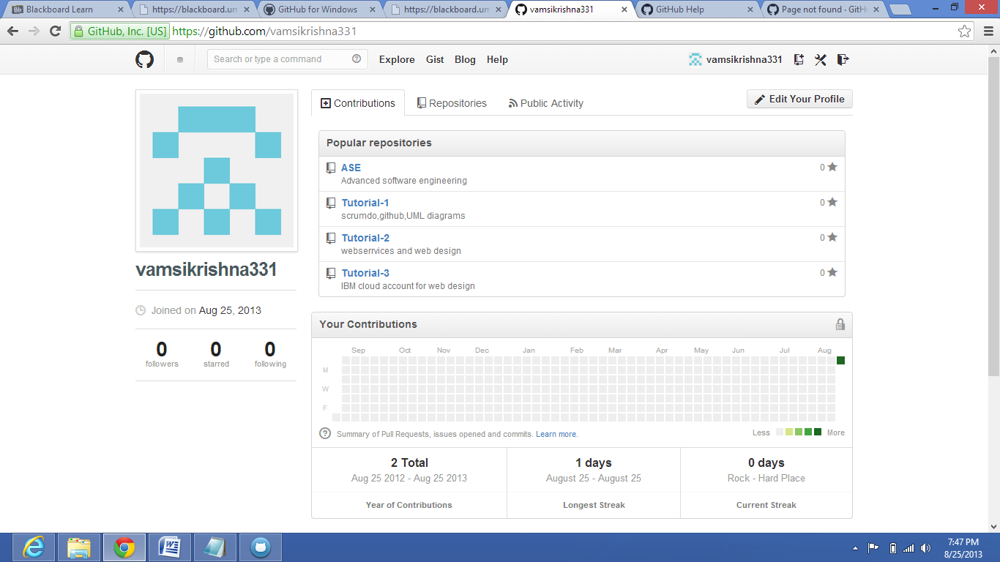 Blackboard Learn
https://blackboard.um
GitHub for Windows
https://blackboard.um
vamsikrishna331
GitHub Help
Page not found · GitHu
GitHub, Inc. [US] https://github.com/vamsikrishna331
Search or type a command
Explore Gist Blog Help
vamsikrishna331
Contributions Repositories Public Activity
Edit Your Profile
Popular repositories
ASE 0
Advanced software engineering
Tutorial-1 0
scrumdo,github,UML diagrams
Tutorial-2 0
webserrvices and web design
Tutorial-3 0
IBM cloud account for web design
vamsikrishna331
Joined on Aug 25, 2013
0 0 0
followers starred following
Your Contributions
Sep Oct Nov Dec Jan Feb Mar Apr May Jun Jul Aug
M
W
F
Summary of Pull Requests, issues opened and commits. Learn more.
Less More
2 Total 1 days 0 days
Aug 25 2012 - Aug 25 2013 August 25 - August 25 Rock - Hard Place
Year of Contributions Longest Streak Current Streak
7:47 PM
8/25/2013